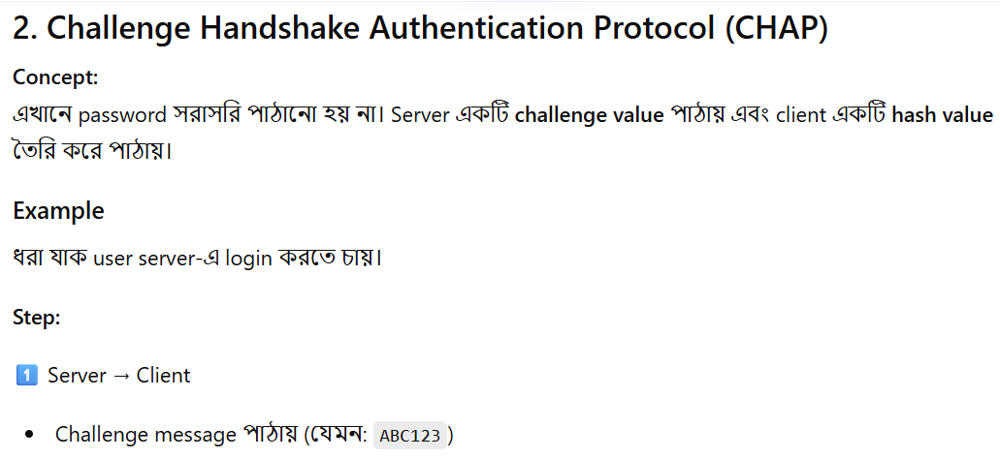 2. Challenge Handshake Authentication Protocol (CHAP)
Concept:
এখানে password সরাসরি পাঠানো হয় না। Server একটি challenge value পাঠায় এবং client একটি hash value
তৈরি করে পাঠায়।
Example
ধরা যাক user server-এ login করতে চায়।
Step:
1️⃣ Server → Client
• Challenge message পাঠায় (যেমন: ABC123)